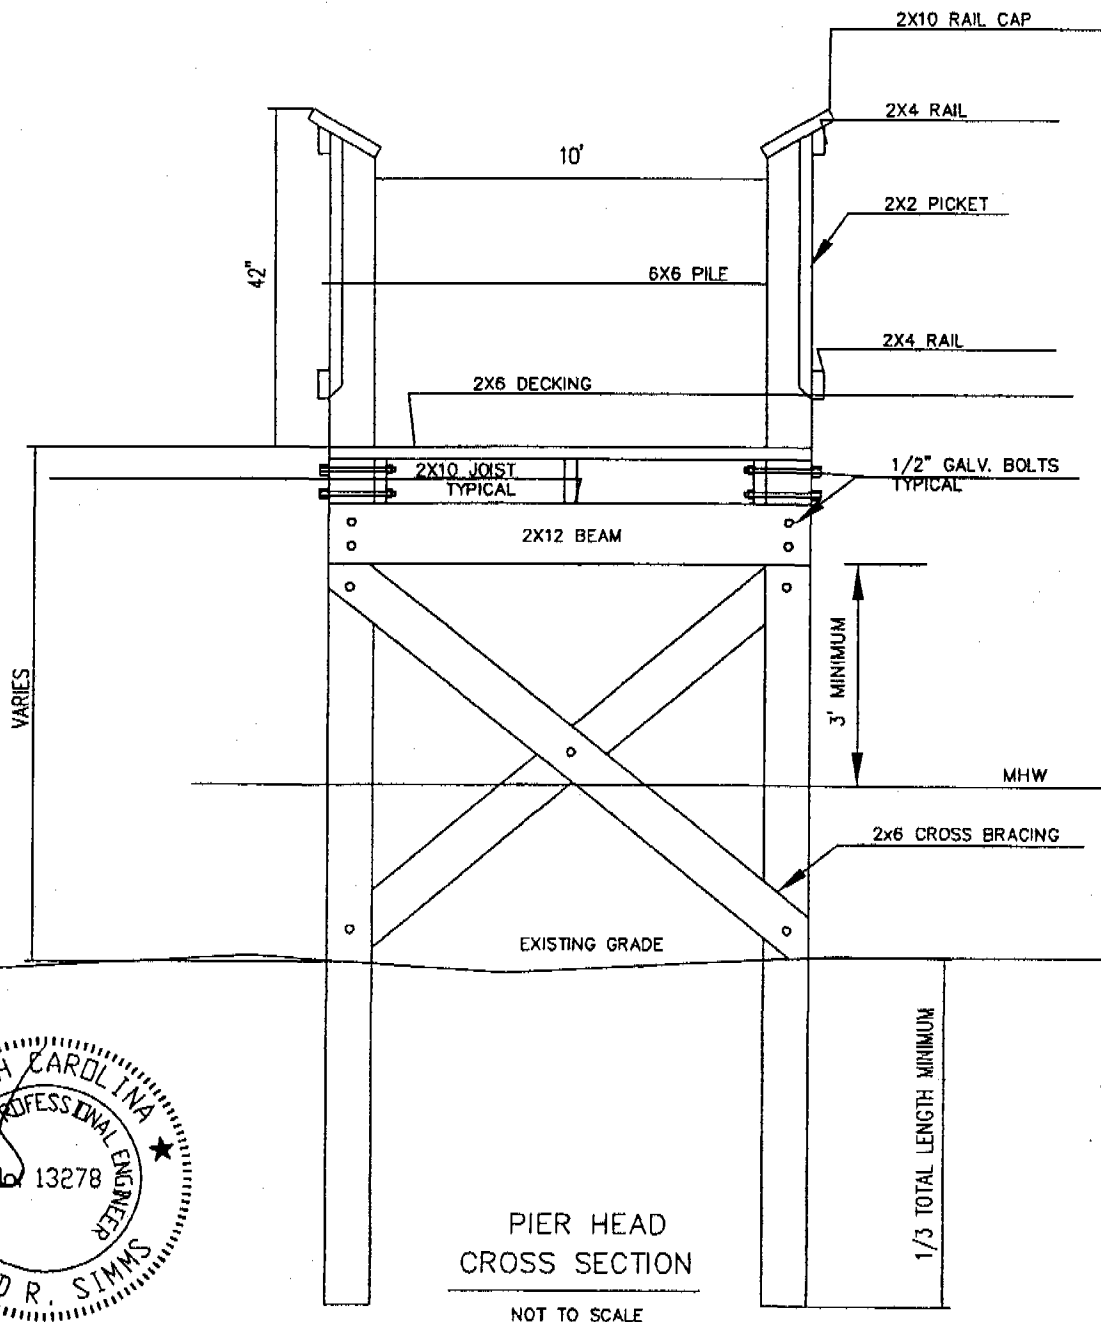 2X10 RAIL CAP
2X4 RAIL
10'
2X2 PICKET
42"
6X6 PILE
2X4 RAIL
2X6 DECKING
2X10 JOIST
TYPICAL
1/2" GALV. BOLTS
TYPICAL
2X12 BEAM
3' MINIMUM
VARIES
MHW
2x6 CROSS BRACING
EXISTING GRADE
1/3 TOTAL LENGTH MINIMUM
CAROLINA
PROFESSIONAL ENGINEER
13278
R. SIMMS
PIER HEAD
CROSS SECTION
NOT TO SCALE